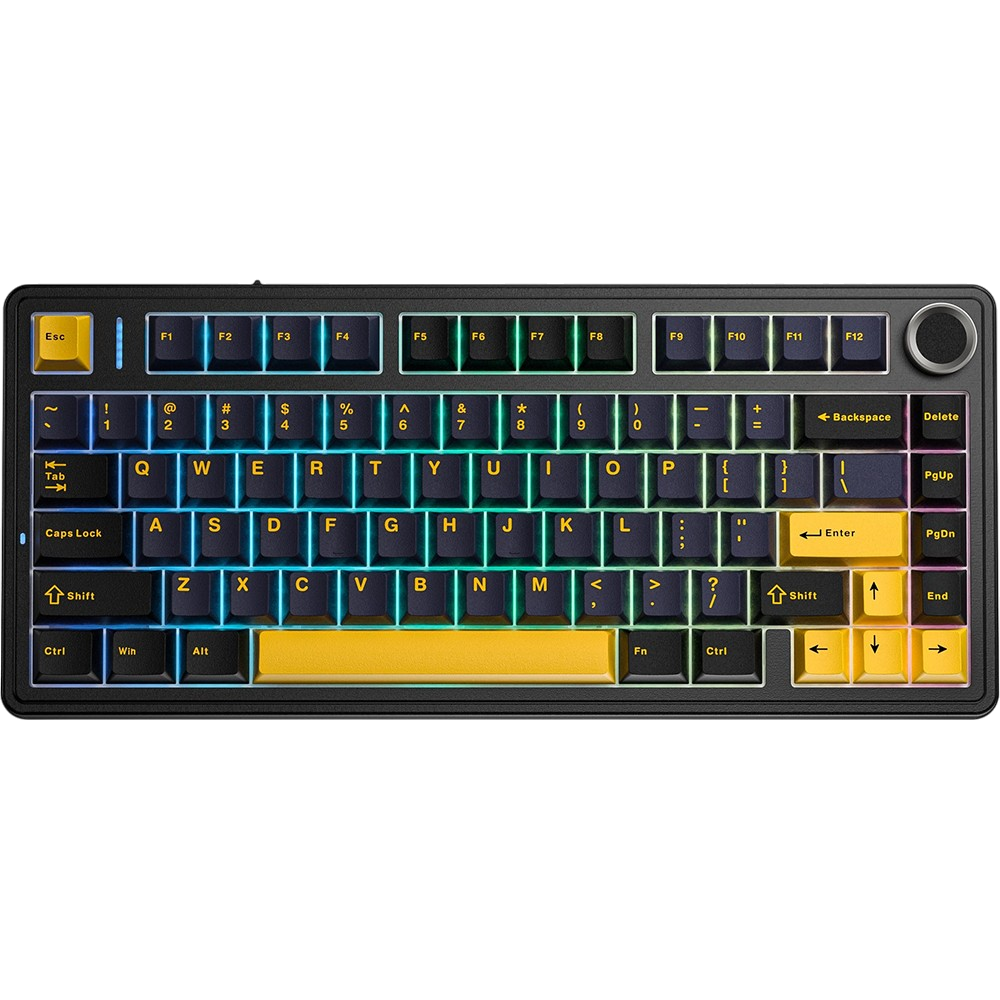 Esc F1 F2 F3 F4 F5 F6 F7 F8 F9 F10 F11 F12
~ ! @ # $ % ^ & * ( ) — +
` 1 2 3 4 5 6 7 8 9 0 - = ← Backspace Delete
Q W E R T Y U I O P { } |
Tab [ ] \ PgUp
Caps Lock A S D F G H J K L : " Enter PgDn
; '
Shift Z X C V B N M < > ? Shift ↑ End
, . /
Ctrl Win Alt Fn Ctrl ← ↓ →